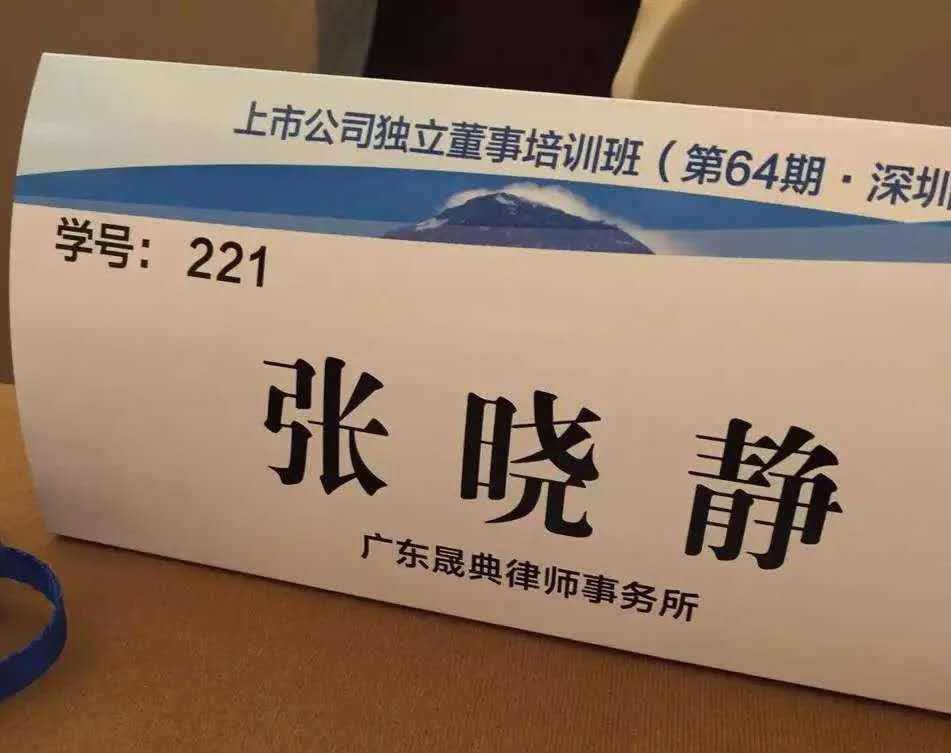 上市公司独立董事培训班（第64期·深圳
学号：221
张晓静
广东晟典律师事务所